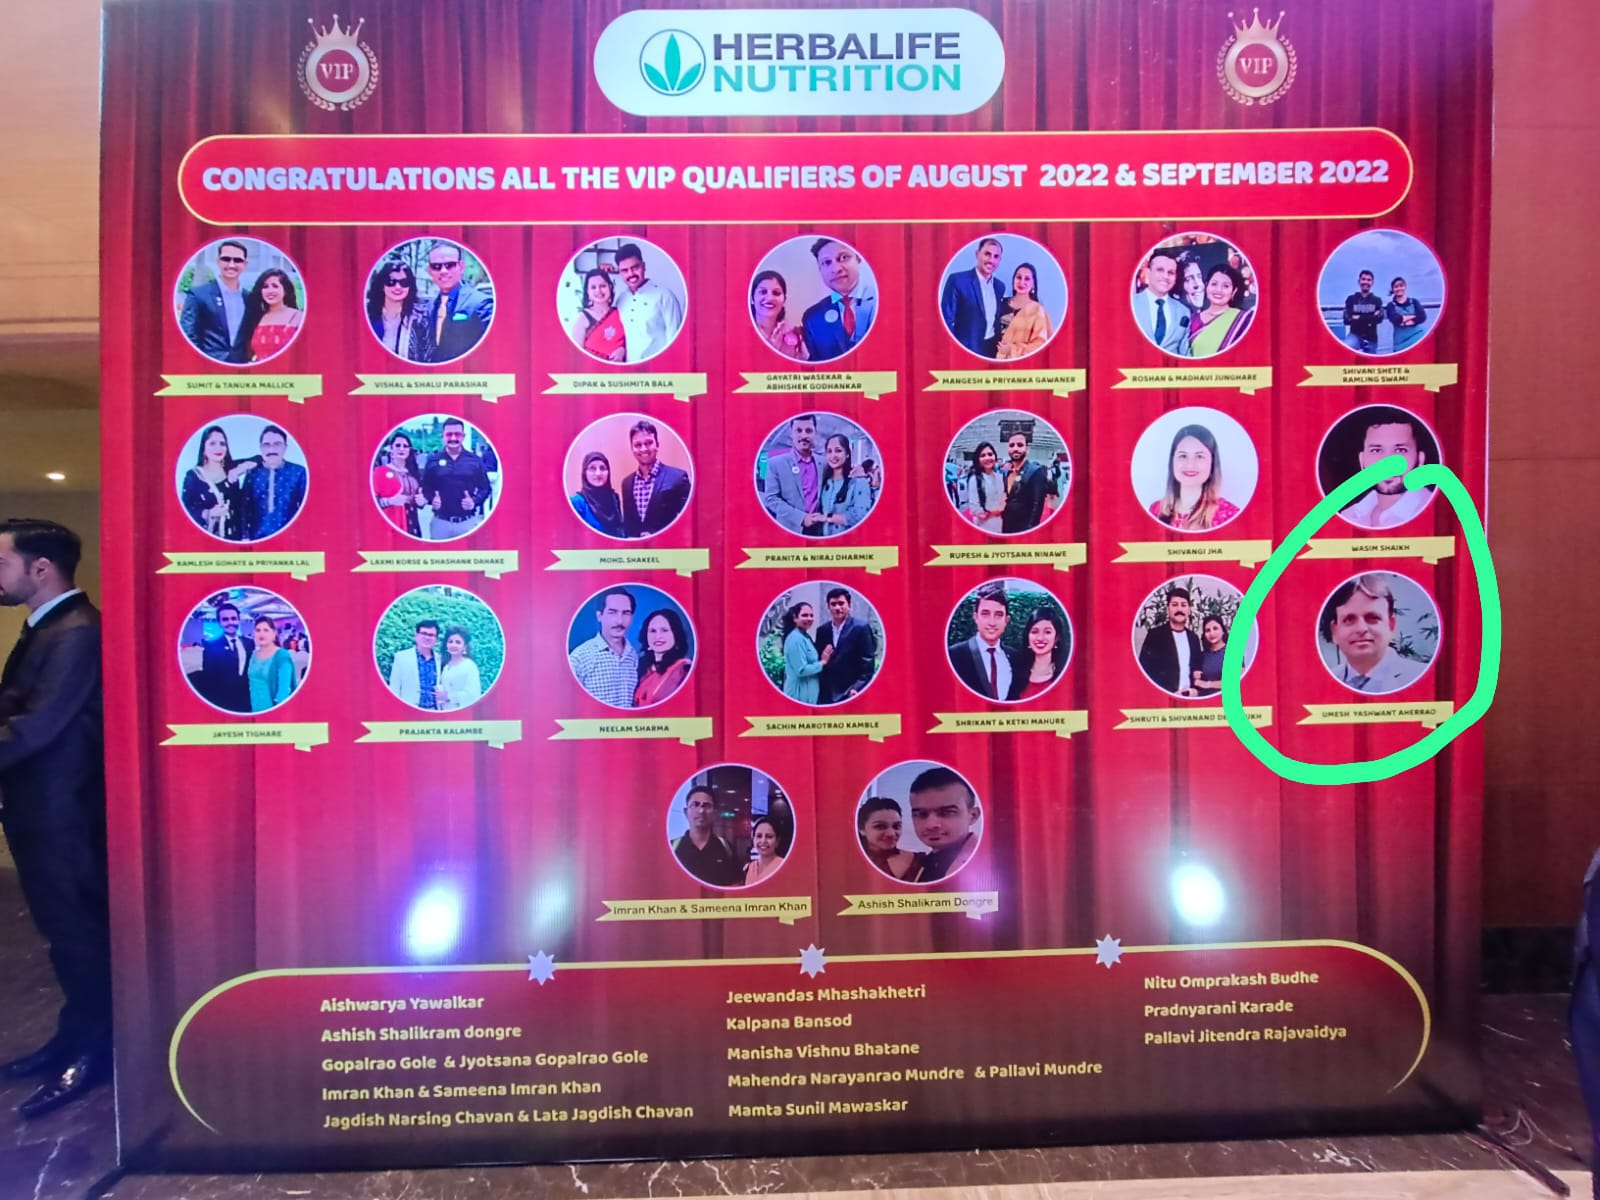 VIP
HERBALIFE
NUTRITION
VIP
CONGRATULATIONS ALL THE VIP QUALIFIERS OF AUGUST 2022 & SEPTEMBER 2022
SUMIT & TANUKA MALLICK
VISHAL & SHALU PARASHAR
DIPAK & SUSHMITA BALA
GAYATRI WASEKAR &
ABHISHEK GODHANKAR
MANGESH & PRIYANKA GAWANER
ROSHAN & MADHAVI JUNGHARE
SHIVANI SHETE &
RAMLING SWAMI
KAMLESH GOHATE & PRIYANKA LAL
LAXMI KORSE & SHASHANK DAHAKE
MOHD. SHAKEEL
PRANITA & NIRAJ DHARMIK
RUPESH & JYOTSANA NINAWE
SHIVANGI JHA
WASIM SHAIKH
JAYESH TIGHARE
PRAJAKTA KALAMBE
NEELAM SHARMA
SACHIN MAROTRAO KAMBLE
SHRIKANT & KETKI MAHURE
SHRUTI & SHIVANAND
UMESH YASHWANT AHERRAO
Imran Khan & Sameena Imran Khan
Ashish Shalikram Dongre
Aishwarya Yawalkar
Ashish Shalikram dongre
Gopalrao Gole & Jyotsana Gopalrao Gole
Imran Khan & Sameena Imran Khan
Jagdish Narsing Chavan & Lata Jagdish Chavan
Jeewandas Mhashakhetri
Kalpana Bansod
Manisha Vishnu Bhatane
Mahendra Narayanrao Mundre & Pallavi Mundre
Mamta Sunil Mawaskar
Nitu Omprakash Budhe
Pradnyarani Karade
Pallavi Jitendra Rajavaidya